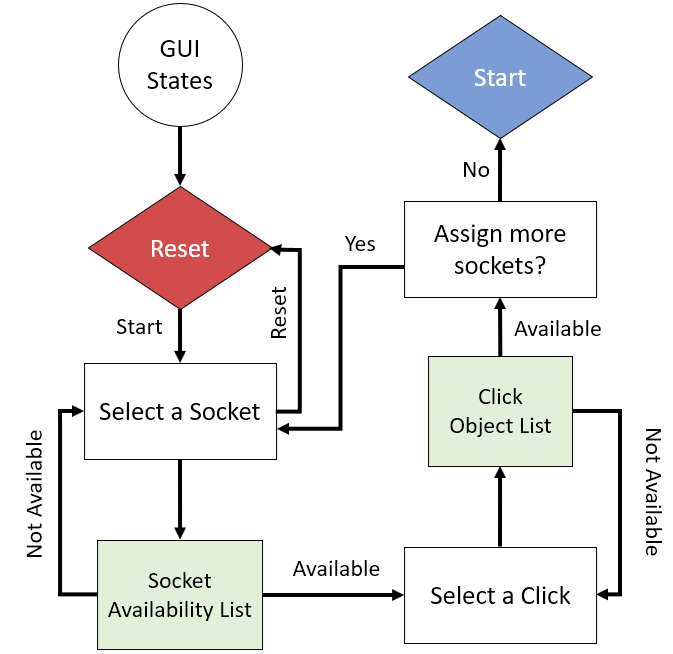 GUI
States
Start
Reset
No
Assign more
sockets?
Yes
Reset
Start
Available
Select a Socket
Click
Object List
Not Available
Not Available
Socket
Availability List
Available
Select a Click